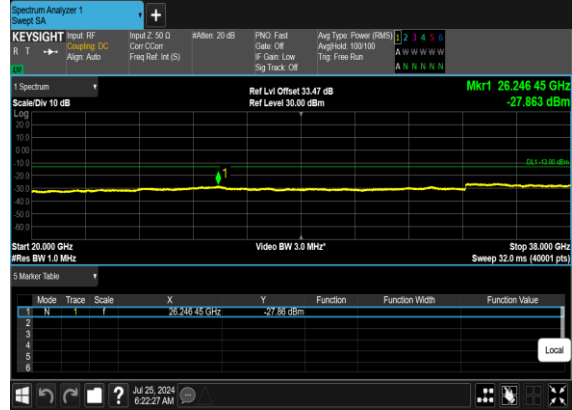 Spectrum Analyzer 1
Swept SA
+
KEYSIGHT
R T
LW
Input: RF
Coupling: DC
Align: Auto
Input Z: 50 Ω
Corr CCorr
Freq Ref: Int (S)
#Atten: 20 dB
PNO: Fast
Gate: Off
IF Gain: Low
Sig Track: Off
Avg Type: Power (RMS)
Avg|Hold: 100/100
Trig: Free Run
1 2 3 4 5 6
A W W W W W
A N N N N N
1 Spectrum
Scale/Div 10 dB
Ref Lvl Offset 33.47 dB
Ref Level 30.00 dBm
Mkr1 26.246 45 GHz
-27.863 dBm
Log
20.0
10.0
0.00
-10.0
-20.0
-30.0
-40.0
-50.0
-60.0
1
DL1 -13.00 dBm
Start 20.000 GHz
#Res BW 1.0 MHz
Video BW 3.0 MHz*
Stop 38.000 GHz
Sweep 32.0 ms (40001 pts)
5 Marker Table
Mode Trace Scale X Y Function Function Width Function Value
1 N 1 f 26.246 45 GHz -27.86 dBm
2
3
4
5
6
Local
?
Jul 25, 2024
6:22:27 AM